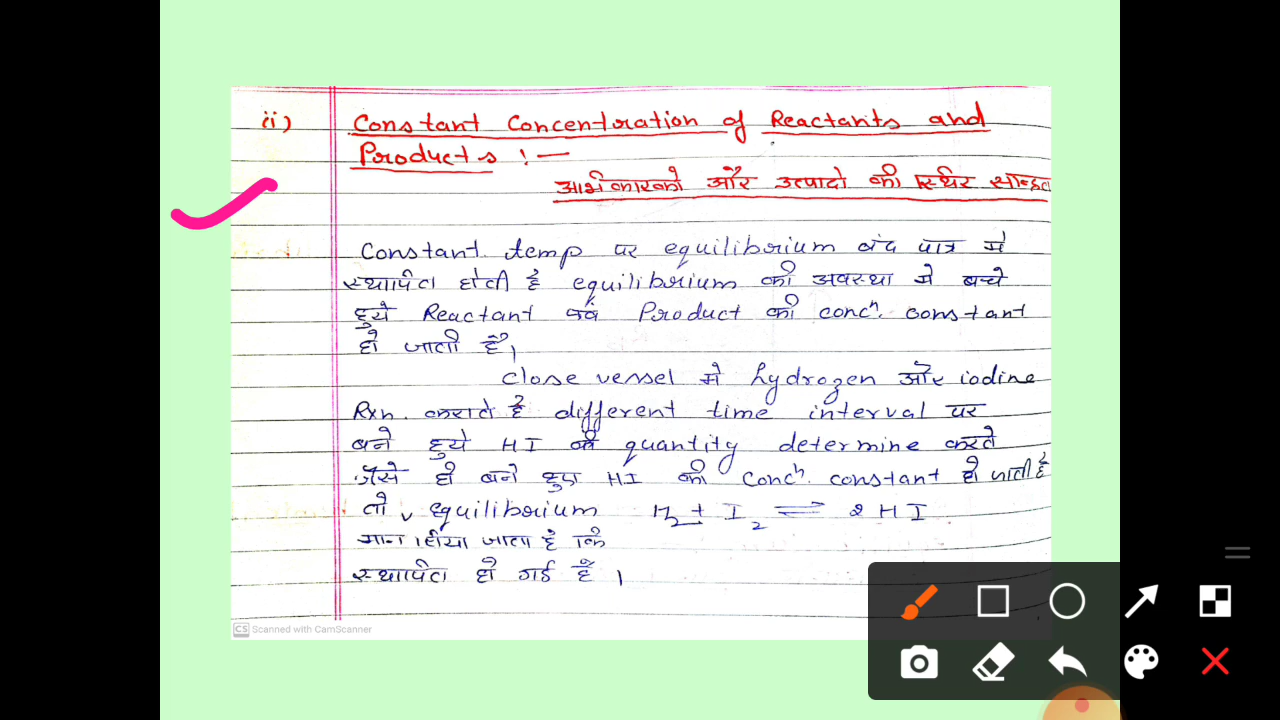 ii)
Constant Concentration of Reactants and
Products :—
अभिकारको और उत्पादो की स्थिर सान्द्रता
Constant temp पर equilibrium बंद पात्र मे
स्थापित होती है equilibrium की अवस्था मे बच्चे
हुये Reactant एवं Product की concⁿ. constant
हो जाती हैं।
close vessel मे hydrogen और iodine
Rxn. कराते है different time interval पर
बने हुये HI की quantity determine करते
जैसे ही बने हुए HI की Concⁿ. constant हो जाती है
तो equilibrium H₂ + I₂ ⇌ 2HI
मान लिया जाता है कि
स्थापित हो गई है।
CS Scanned with CamScanner